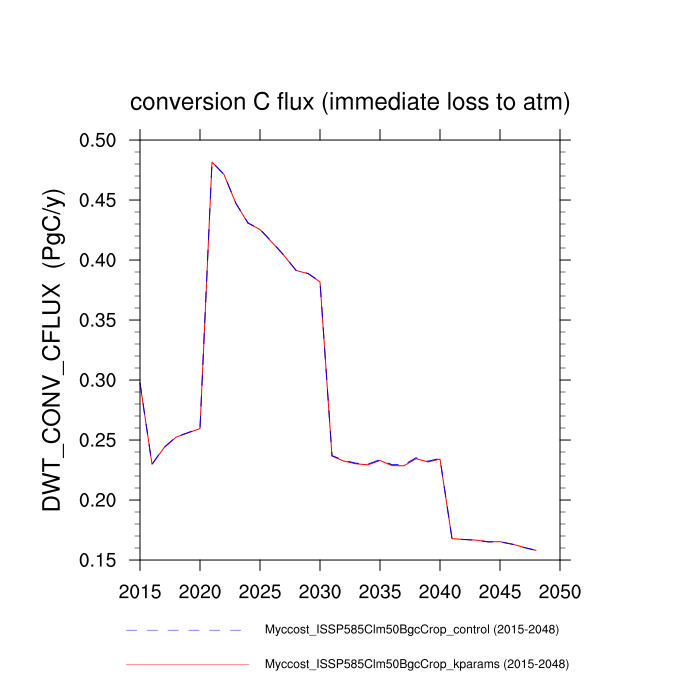 conversion C flux (immediate loss to atm)
DWT_CONV_CFLUX (PgC/y)
0.50
0.45
0.40
0.35
0.30
0.25
0.20
0.15
2015 2020 2025 2030 2035 2040 2045 2050
Myccost_ISSP585Clm50BgcCrop_control (2015-2048)
Myccost_ISSP585Clm50BgcCrop_kparams (2015-2048)